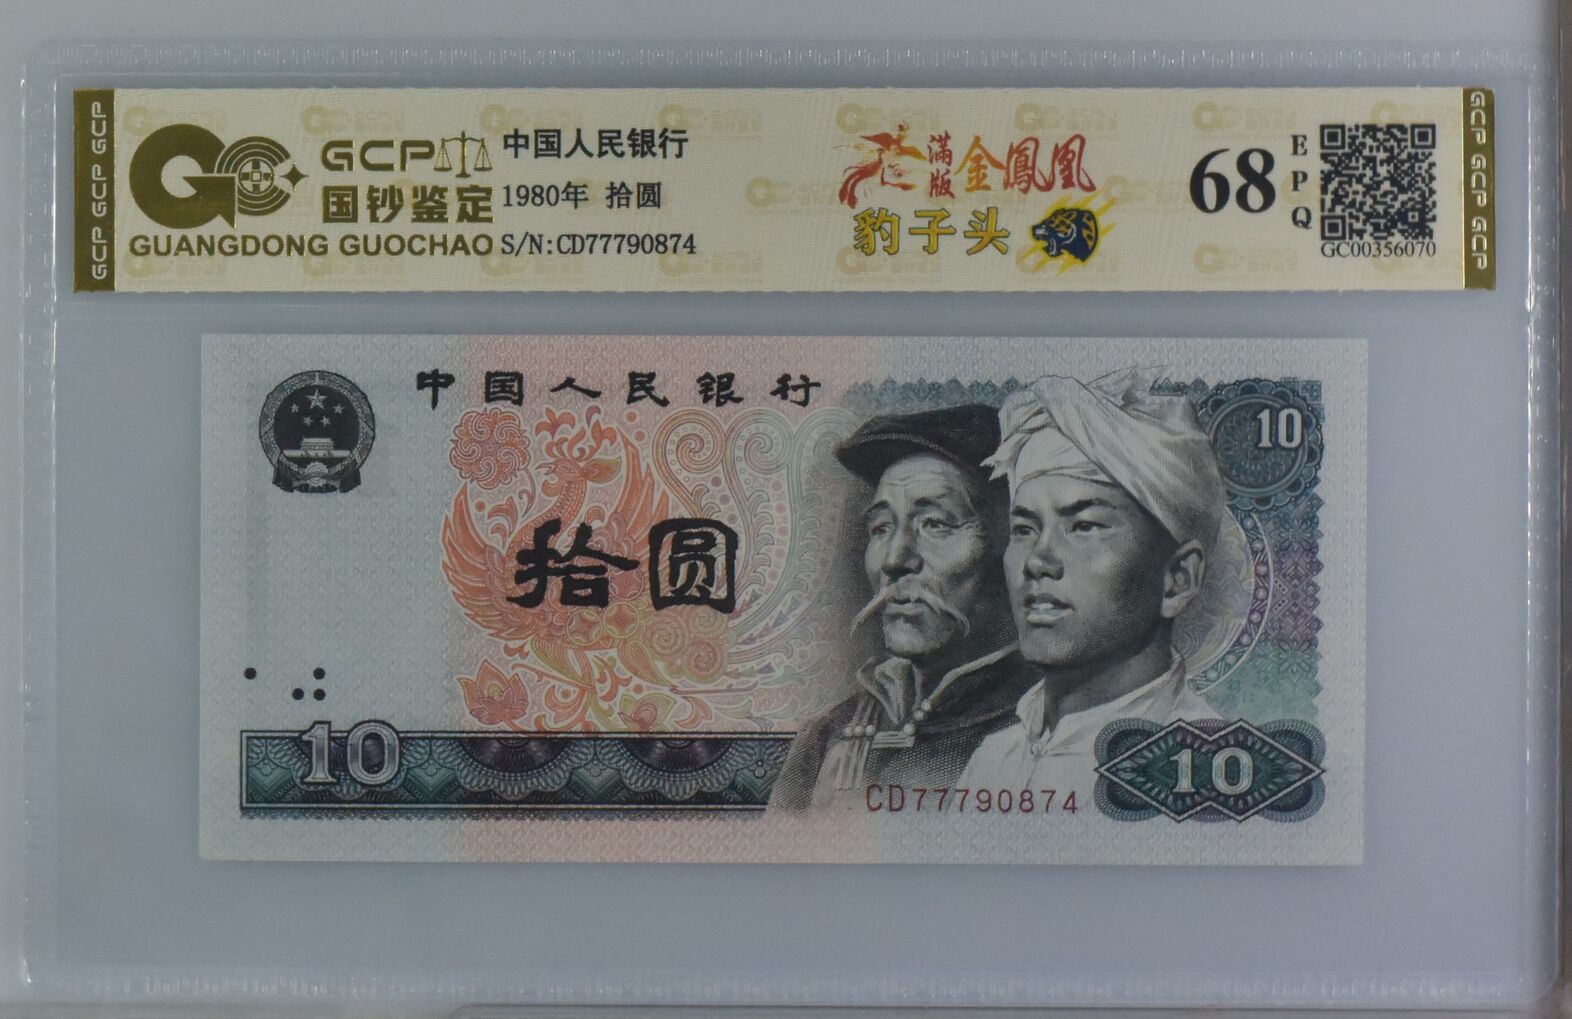 GCP GCP GCP
GCP
国钞鉴定
GUANGDONG GUOCHAO
中国人民银行
1980年 拾圆
S/N:CD77790874
满版 金鳳凰
豹子头
68
EPQ
GC00356070
GCP GCP GCP
中国人民银行
10
拾圆
10
10
CD77790874